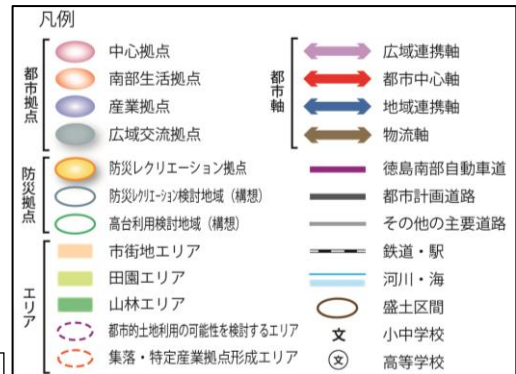 凡例
都市拠点
中心拠点
南部生活拠点
産業拠点
広域交流拠点
防災拠点
防災レクリエーション拠点
防災レクリエーション検討地域（構想）
高台利用検討地域（構想）
エリア
市街地エリア
田園エリア
山林エリア
都市的土地利用の可能性を検討するエリア
集落・特定産業拠点形成エリア
都市軸
広域連携軸
都市中心軸
地域連携軸
物流軸
徳島南部自動車道
都市計画道路
その他の主要道路
鉄道・駅
河川・海
盛土区間
文 小中学校
文 高等学校